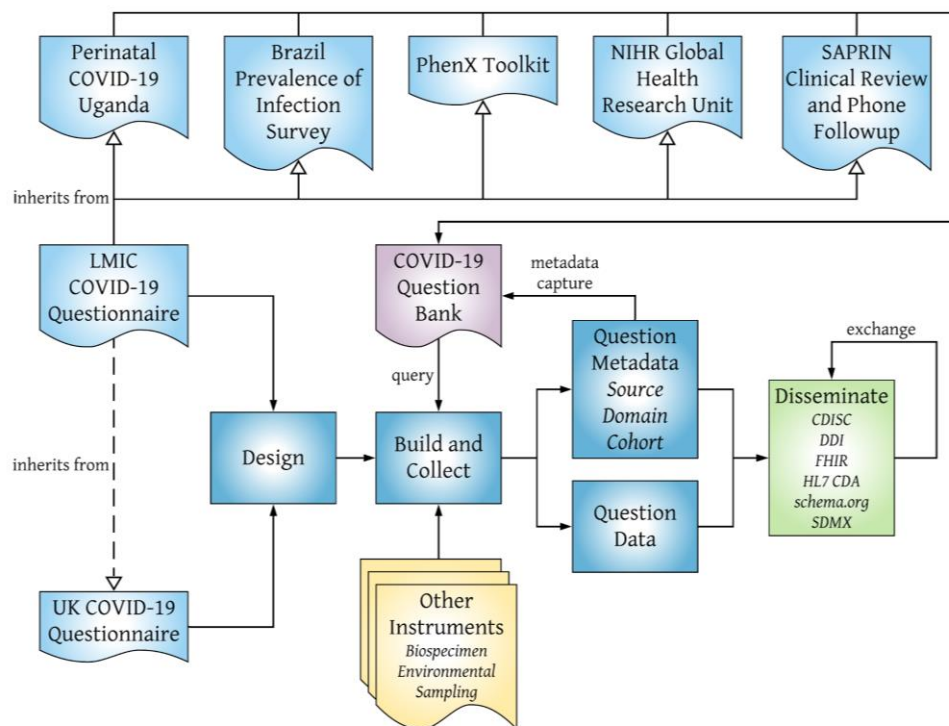 Perinatal
COVID-19
Uganda
Brazil
Prevalence of
Infection
Survey
PhenX Toolkit
NIHR Global
Health
Research Unit
SAPRIN
Clinical Review
and Phone
Followup
inherits from
LMIC
COVID-19
Questionnaire
COVID-19
Question
Bank
metadata
capture
query
Question
Metadata
Source
Domain
Cohort
exchange
Disseminate
CDISC
DDI
FHIR
HL7 CDA
schema.org
SDMX
inherits from
Design
Build and
Collect
Question
Data
UK COVID-19
Questionnaire
Other
Instruments
Biospecimen
Environmental
Sampling